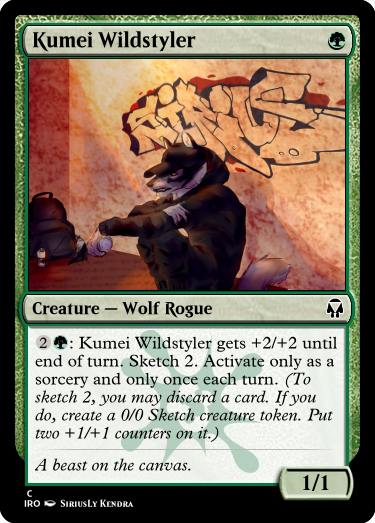 Kumei Wildstyler
Creature — Wolf Rogue
2 : Kumei Wildstyler gets +2/+2 until
end of turn. Sketch 2. Activate only as a
sorcery and only once each turn. (To
sketch 2, you may discard a card. If you
do, create a 0/0 Sketch creature token. Put
two +1/+1 counters on it.)
A beast on the canvas.
1/1
C
IRO SiriusLy Kendra